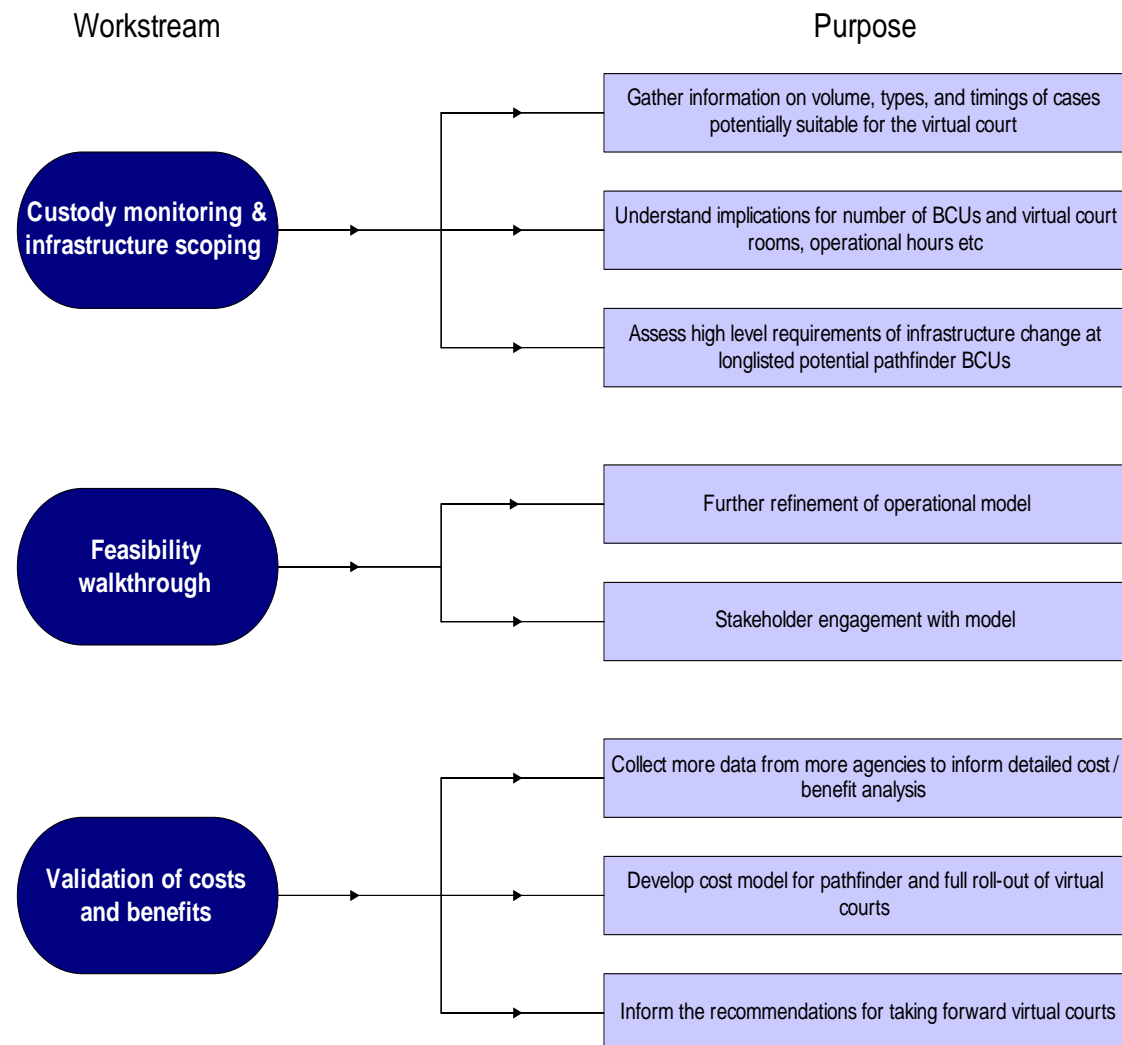 Workstream
Purpose
Custody monitoring &
infrastructure scoping
Gather information on volume, types, and timings of cases
potentially suitable for the virtual court
Understand implications for number of BCUs and virtual court
rooms, operational hours etc
Assess high level requirements of infrastructure change at
longlisted potential pathfinder BCUs
Feasibility
walkthrough
Further refinement of operational model
Stakeholder engagement with model
Validation of costs
and benefits
Collect more data from more agencies to inform detailed cost /
benefit analysis
Develop cost model for pathfinder and full roll-out of virtual
courts
Inform the recommendations for taking forward virtual courts